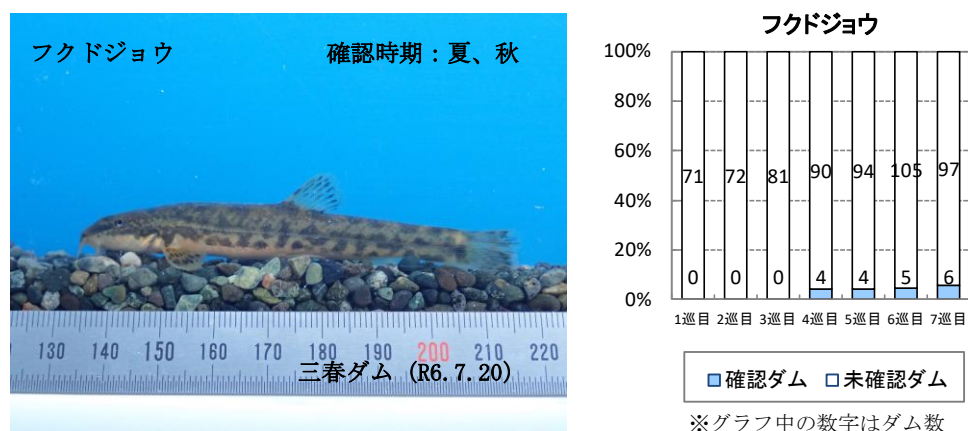 フクドジョウ 確認時期：夏、秋
130 140 150 160 170 180 190 200 210 220
三春ダム (R6.7.20)
フクドジョウ
100%
80%
60%
40%
20%
0%
71 72 81 90 94 105 97
0 0 0 4 4 5 6
1巡目 2巡目 3巡目 4巡目 5巡目 6巡目 7巡目
確認ダム 未確認ダム
※グラフ中の数字はダム数